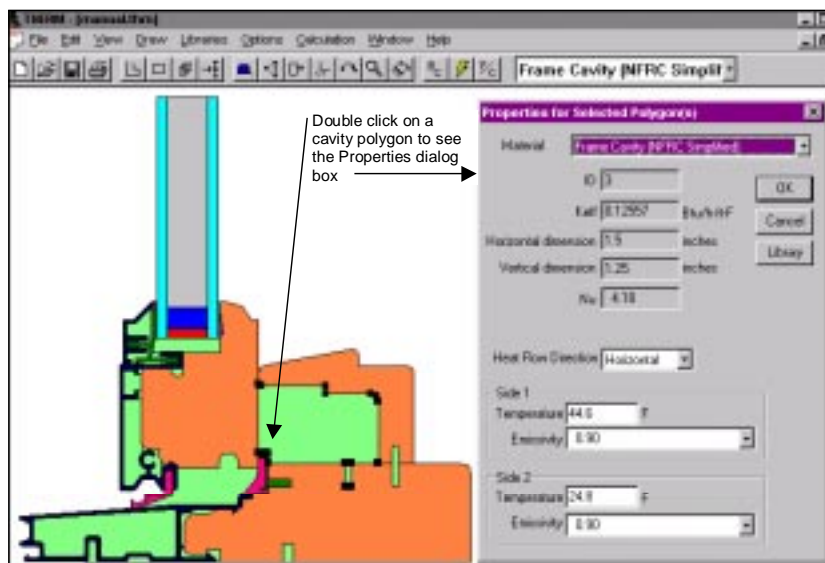 THERM - [manual.thm]
File Edit View Draw Libraries Options Calculation Window Help
Frame Cavity (NFRC Simplif
Double click on a
cavity polygon to see
the Properties dialog
box
Properties for Selected Polygon(s)
Material Frame Cavity (NFRC Simplified)
ID 3
Keff 0.12557 Btu/h-ft-F
Horizontal dimension 1.5 inches
Vertical dimension 1.25 inches
Nu 4.18
OK
Cancel
Library
Heat Flow Direction Horizontal
Side 1
Temperature 44.6 F
Emissivity 0.90
Side 2
Temperature 24.8 F
Emissivity 0.90